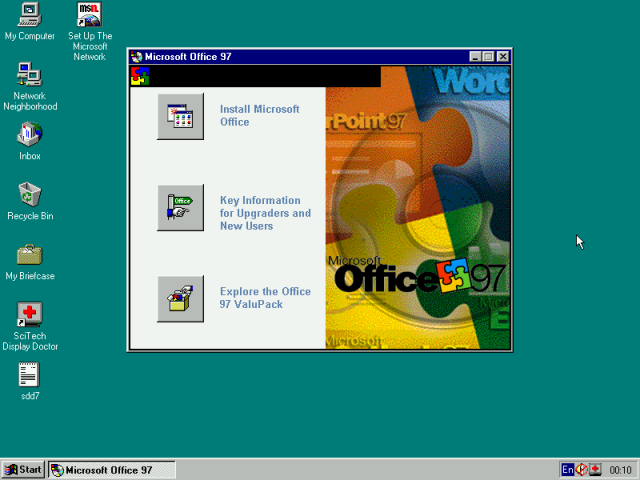 My Computer
Set Up The
Microsoft
Network
Network
Neighborhood
Inbox
Recycle Bin
My Briefcase
SciTech
Display Doctor
sdd7
Microsoft Office 97
Install Microsoft
Office
Key Information
for Upgraders and
New Users
Explore the Office
97 ValuPack
Word
Point 97
Microsoft
Office 97
Microsoft
Start
Microsoft Office 97
En
00:10